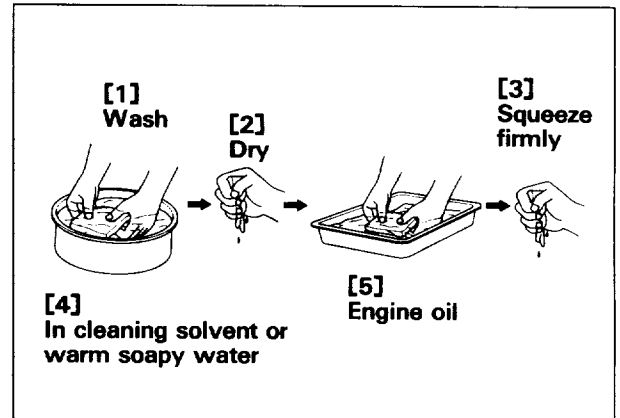 [1]
Wash
[2]
Dry
[3]
Squeeze
firmly
[4]
In cleaning solvent or
warm soapy water
[5]
Engine oil